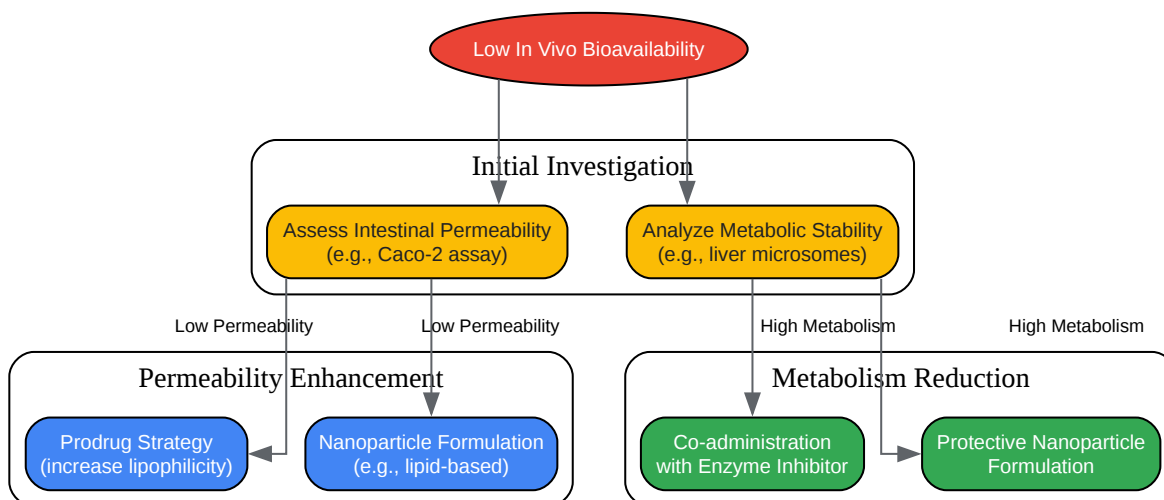 Low In Vivo Bioavailability
Initial Investigation
Assess Intestinal Permeability
(e.g., Caco-2 assay)
Analyze Metabolic Stability
(e.g., liver microsomes)
Low Permeability
Low Permeability
High Metabolism
High Metabolism
Permeability Enhancement
Prodrug Strategy
(increase lipophilicity)
Nanoparticle Formulation
(e.g., lipid-based)
Metabolism Reduction
Co-administration
with Enzyme Inhibitor
Protective Nanoparticle
Formulation